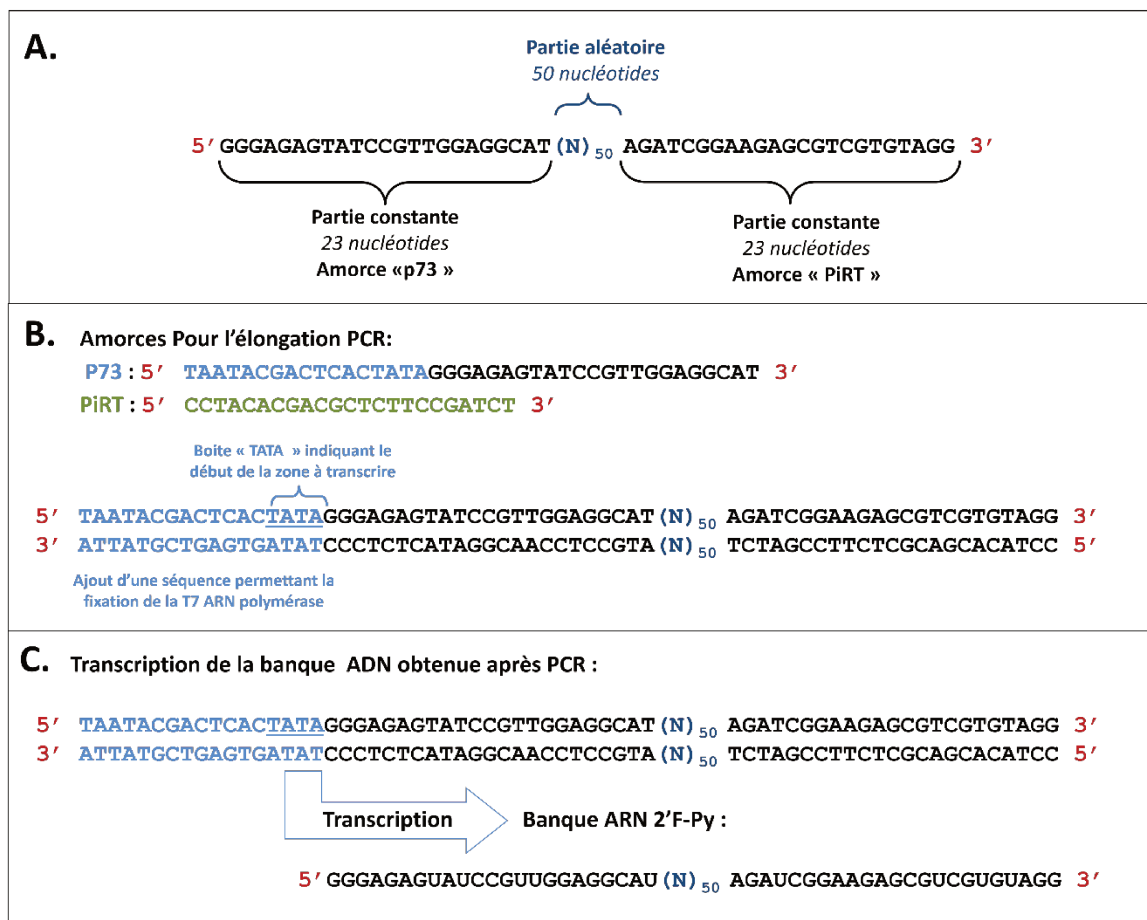 A.
Partie aléatoire
50 nucléotides
5’ GGGAGAGTATCCGTTGGAGGCAT (N) 50 AGATCGGAAGAGCGTCGTGTAGG 3’
Partie constante
23 nucléotides
Amorce «p73 »
Partie constante
23 nucléotides
Amorce « PiRT »
B. Amorces Pour l’élongation PCR:
P73 : 5’ TAATACGACTCACTATAGGGAGAGTATCCGTTGGAGGCAT 3’
PiRT : 5’ CCTACACGACGCTCTTCCGATCT 3’
Boite « TATA » indiquant le
début de la zone à transcrire
5’ TAATACGACTCACTATAGGGAGAGTATCCGTTGGAGGCAT (N) 50 AGATCGGAAGAGCGTCGTGTAGG 3’
3’ ATTATGCTGAGTGATATCCCTCTCATAGGCAACCTCCGTA (N) 50 TCTAGCCTTCTCGCAGCACATCC 5’
Ajout d’une séquence permettant la
fixation de la T7 ARN polymérase
C. Transcription de la banque ADN obtenue après PCR :
5’ TAATACGACTCACTATAGGGAGAGTATCCGTTGGAGGCAT (N) 50 AGATCGGAAGAGCGTCGTGTAGG 3’
3’ ATTATGCTGAGTGATATCCCTCTCATAGGCAACCTCCGTA (N) 50 TCTAGCCTTCTCGCAGCACATCC 5’
Transcription
Banque ARN 2’F-Py :
5’ GGGAGAGUAUCCGUUGGAGGCAU (N) 50 AGAUCGGAAGAGCGUCGUGUAGG 3’